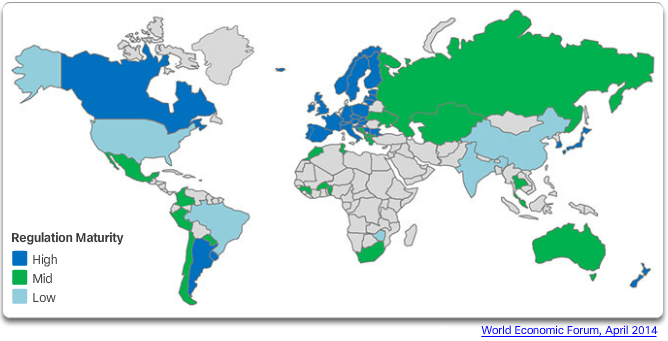 Regulation Maturity
High
Mid
Low
World Economic Forum, April 2014